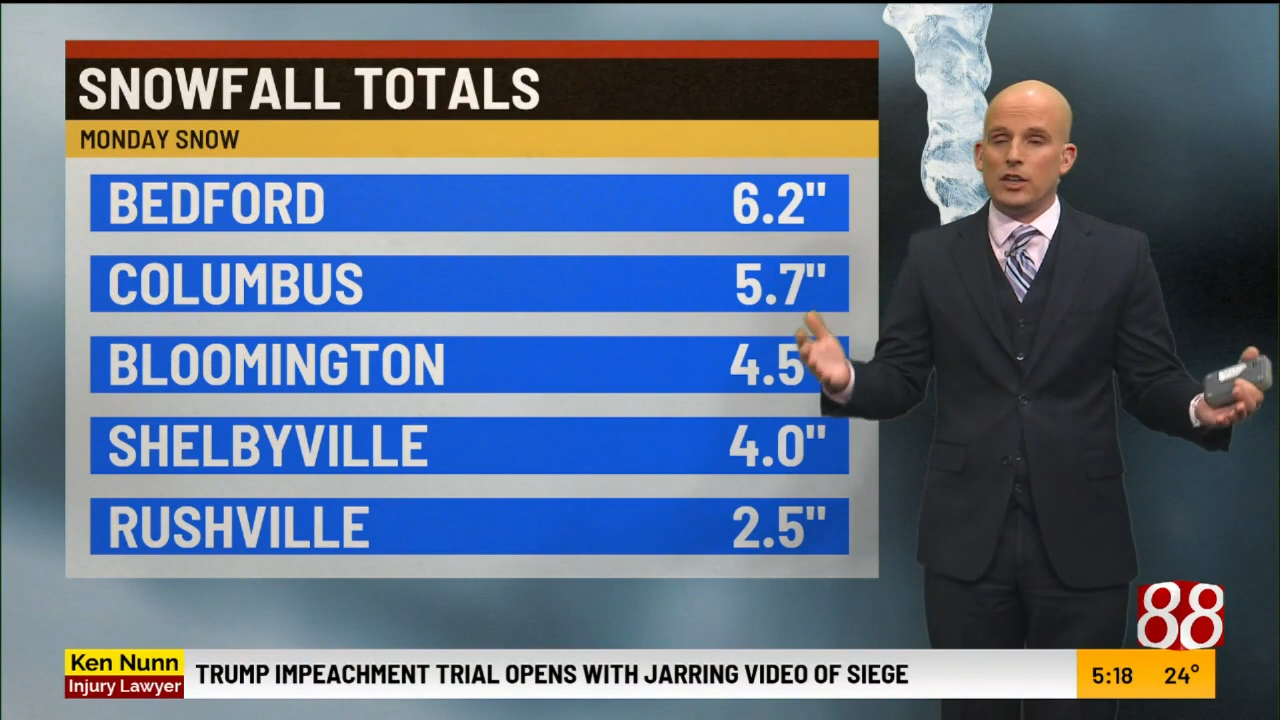 SNOWFALL TOTALS
MONDAY SNOW
BEDFORD 6.2"
COLUMBUS 5.7"
BLOOMINGTON 4.5
SHELBYVILLE 4.0"
RUSHVILLE 2.5"
88
Ken Nunn
Injury Lawyer
TRUMP IMPEACHMENT TRIAL OPENS WITH JARRING VIDEO OF SIEGE
5:18 24°